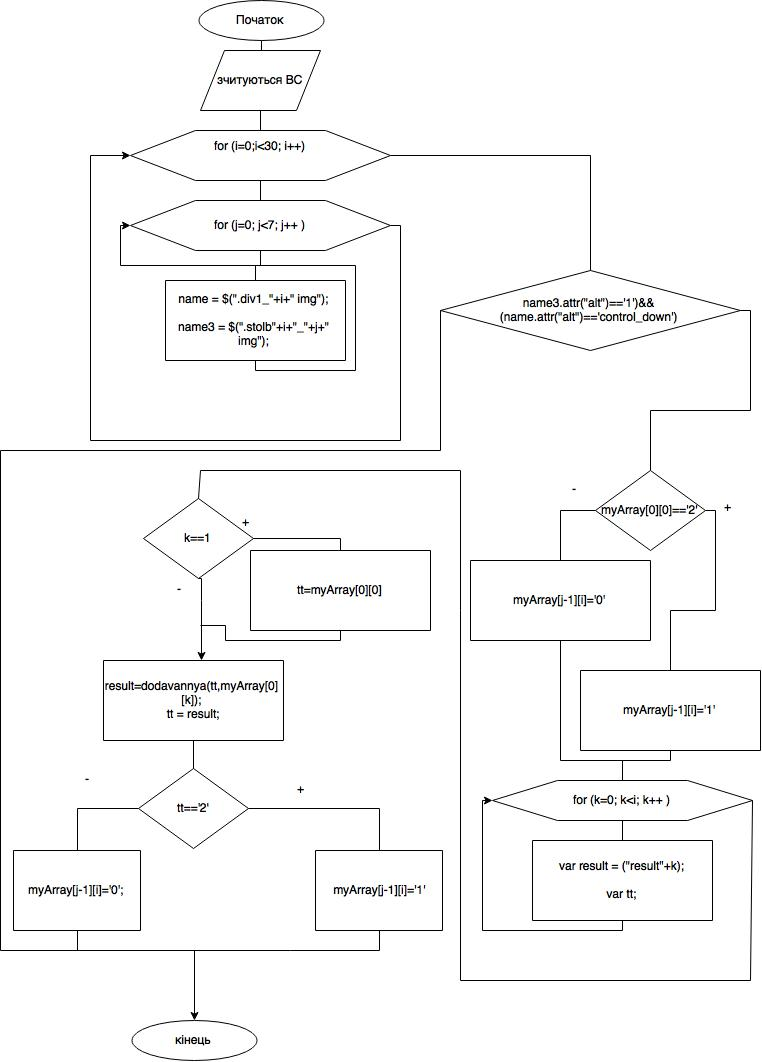 Початок
зчитуються ВС
for (i=0;i<30; i++)
for (j=0; j<7; j++ )
name = $(".div1_"+i+" img");
name3 = $(".stolb"+i+"_"+j+"
img");
name3.attr("alt")=='1')&&
(name.attr("alt")=='control_down')
-
myArray[0][0]=='2'
+
myArray[j-1][i]='0'
myArray[j-1][i]='1'
for (k=0; k<i; k++ )
var result = ("result"+k);
var tt;
k==1
+
-
tt=myArray[0][0]
result=dodavannya(tt,myArray[0]
[k]);
tt = result;
-
tt=='2'
+
myArray[j-1][i]='0';
myArray[j-1][i]='1'
кінець